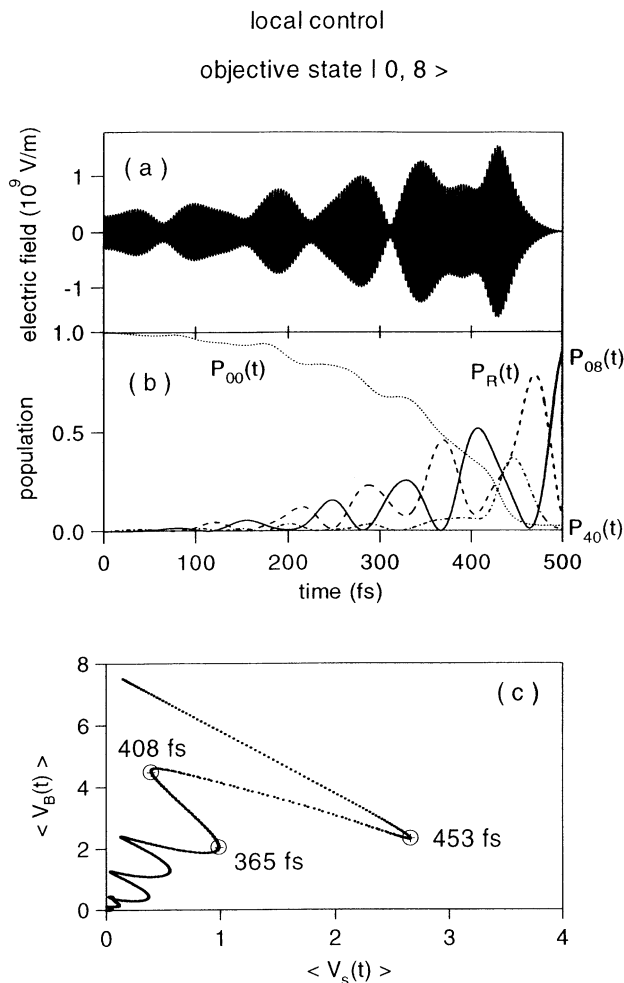 local control
objective state | 0, 8 >
electric field (10⁹ V/m)
1
0
-1
( a )
population
1.0
0.5
0.0
( b )
P₀₀(t)
P_R(t)
P₀₈(t)
P₄₀(t)
0
100
200
300
400
500
time (fs)
< V_B(t) >
8
6
4
2
0
( c )
408 fs
365 fs
453 fs
0
1
2
3
4
< V_s(t) >